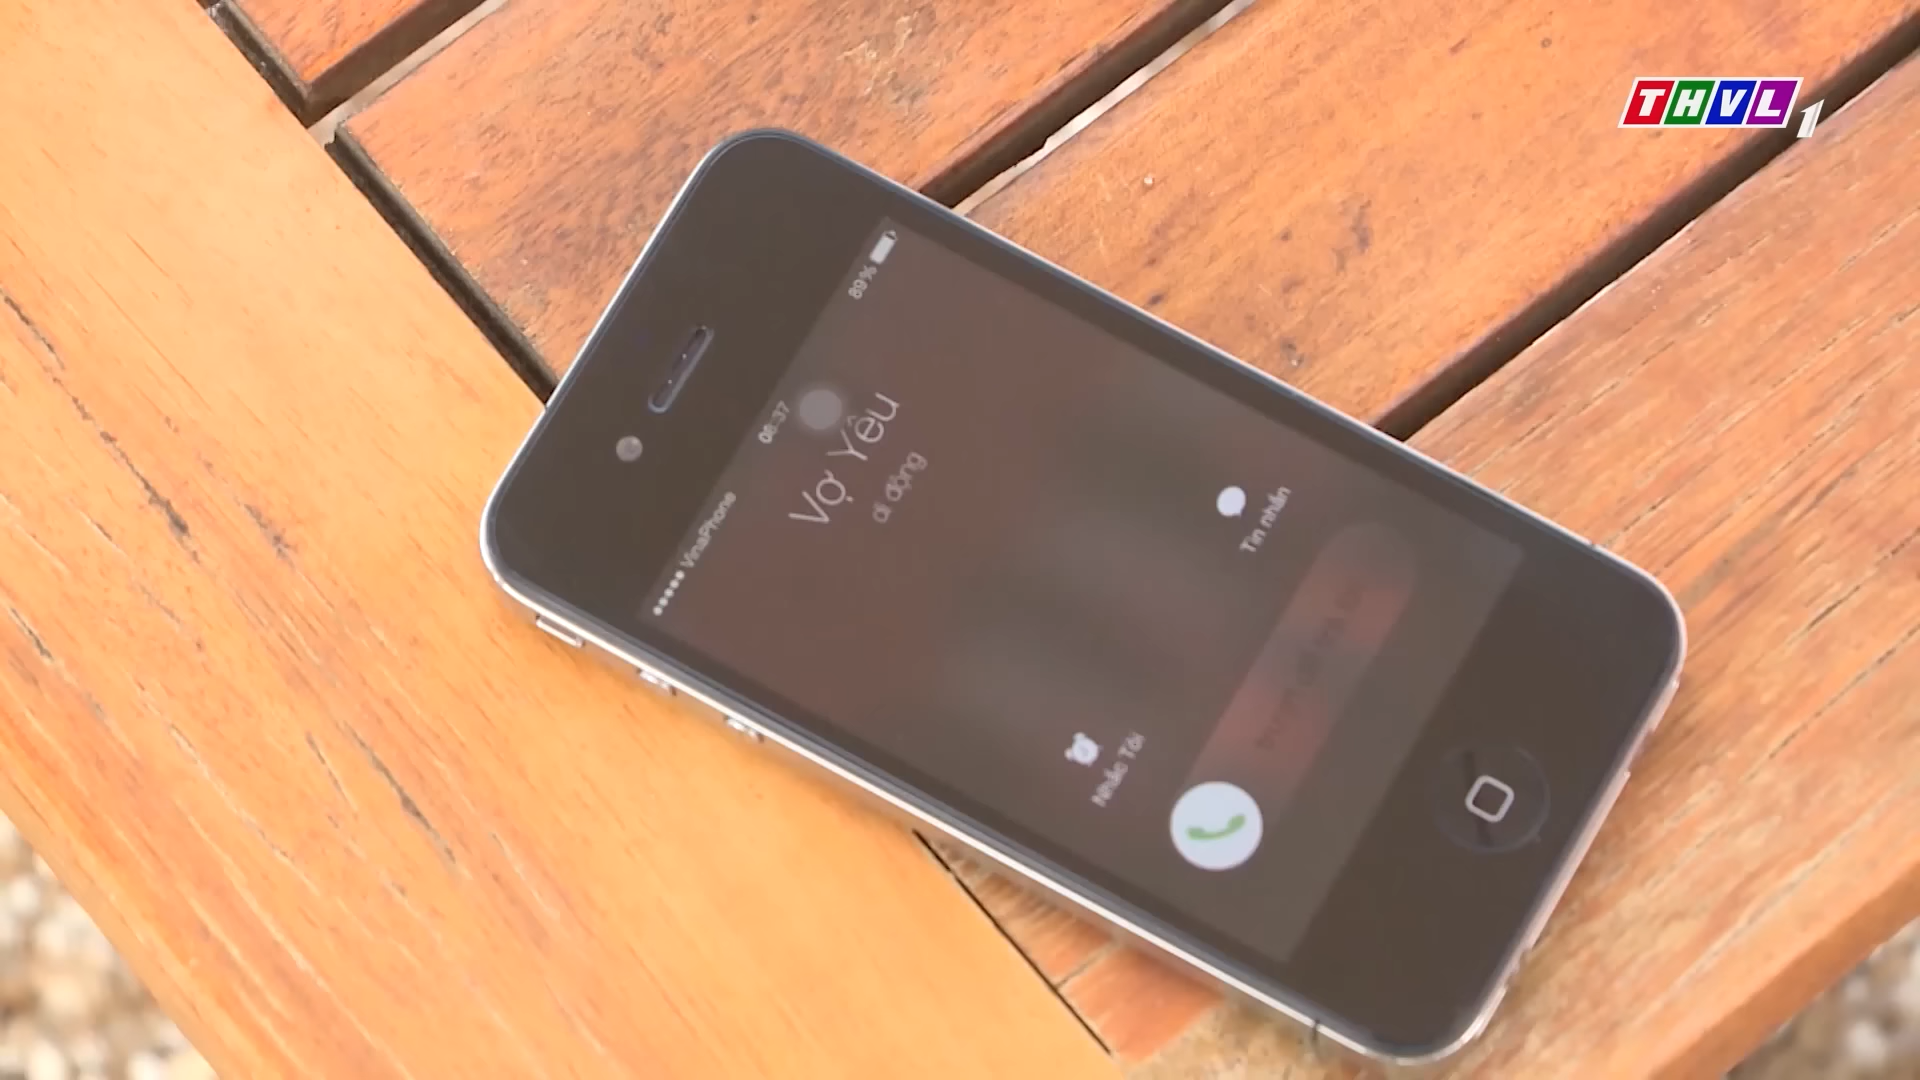 THVL1
VinaPhone
08:37
89%
Vợ Yêu
di động
Nhắc Tôi
Tin nhắn